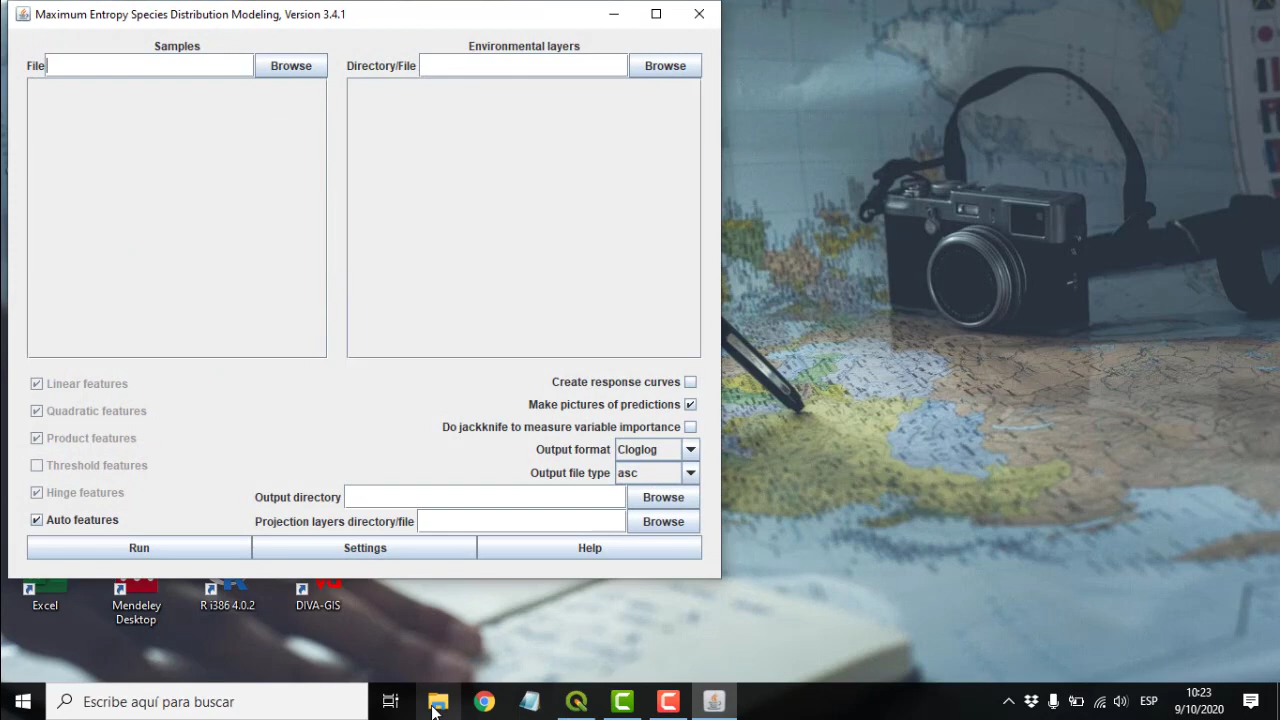 Maximum Entropy Species Distribution Modeling, Version 3.4.1
Samples
Environmental layers
File
Browse
Directory/File
Browse
Linear features
Quadratic features
Product features
Threshold features
Hinge features
Auto features
Create response curves
Make pictures of predictions
Do jackknife to measure variable importance
Output format Cloglog
Output file type asc
Output directory
Browse
Projection layers directory/file
Browse
Run
Settings
Help
Excel
Mendeley
Desktop
R i386 4.0.2
DIVA-GIS
Escribe aquí para buscar
ESP
10:23
9/10/2020